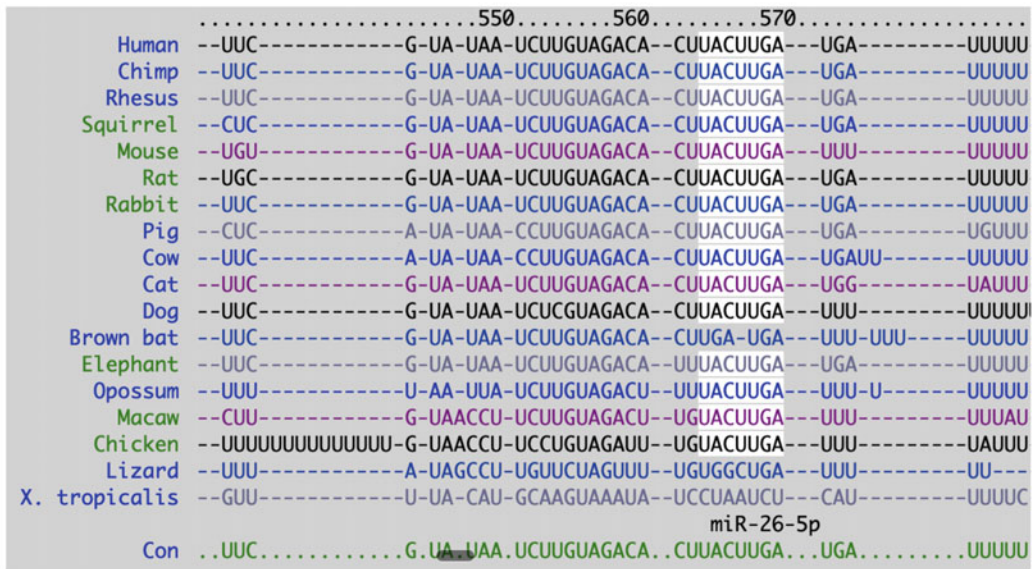 .........................550......560.........570...................
Human --UUC------------G-UA-UAA-UCUUGUAGACA--CUUACUUGA---UGA---------UUUUU
Chimp --UUC------------G-UA-UAA-UCUUGUAGACA--CUUACUUGA---UGA---------UUUUU
Rhesus --UUC------------G-UA-UAA-UCUUGUAGACA--CUUACUUGA---UGA---------UUUUU
Squirrel --CUC------------G-UA-UAA-UCUUGUAGACA--CUUACUUGA---UGA---------UUUUU
Mouse --UGU------------G-UA-UAA-UCUUGUAGACA--CUUACUUGA---UUU---------UUUUU
Rat --UGC------------G-UA-UAA-UCUUGUAGACA--CUUACUUGA---UGA---------UUUUU
Rabbit --UUC------------G-UA-UAA-UCUUGUAGACA--CUUACUUGA---UGA---------UUUUU
Pig --CUC------------A-UA-UAA-CCUUGUAGACA--CUUACUUGA---UGA---------UGUUU
Cow --UUC------------A-UA-UAA-CCUUGUAGACA--CUUACUUGA---UGAUU-------UUUUU
Cat --UUC------------G-UA-UAA-UCUUGUAGACA--CUUACUUGA---UGG---------UAUUU
Dog --UUC------------G-UA-UAA-UCUCGUAGACA--CUUACUUGA---UUU---------UUUUU
Brown bat --UUC------------G-UA-UAA-UCUUGUAGACA--CUUGA-UGA---UUU-UUU-----UUUUU
Elephant --UUC------------G-UA-UAA-UCUUGUAGACA--UUUACUUGA---UGA---------UUUUU
Opossum --UUU------------U-AA-UUA-UCUUGUAGACU--UUUACUUGA---UUU-U-------UUUUU
Macaw --CUU------------G-UAACCU-UCUUGUAGACU--UGUACUUGA---UUU---------UUUAU
Chicken --UUUUUUUUUUUUUU-G-UAACCU-UCCUGUAGAUU--UGUACUUGA---UUU---------UAUUU
Lizard --UUU------------A-UAGCCU-UGUUCUAGUUU--UGUGGCUGA---UUU---------UU---
X. tropicalis --GUU------------U-UA-CAU-GCAAGUAAAUA--UCCUAAUCU---CAU---------UUUUC
miR-26-5p
Con ..UUC............G.UA.UAA.UCUUGUAGACA..CUUACUUGA...UGA.........UUUUU